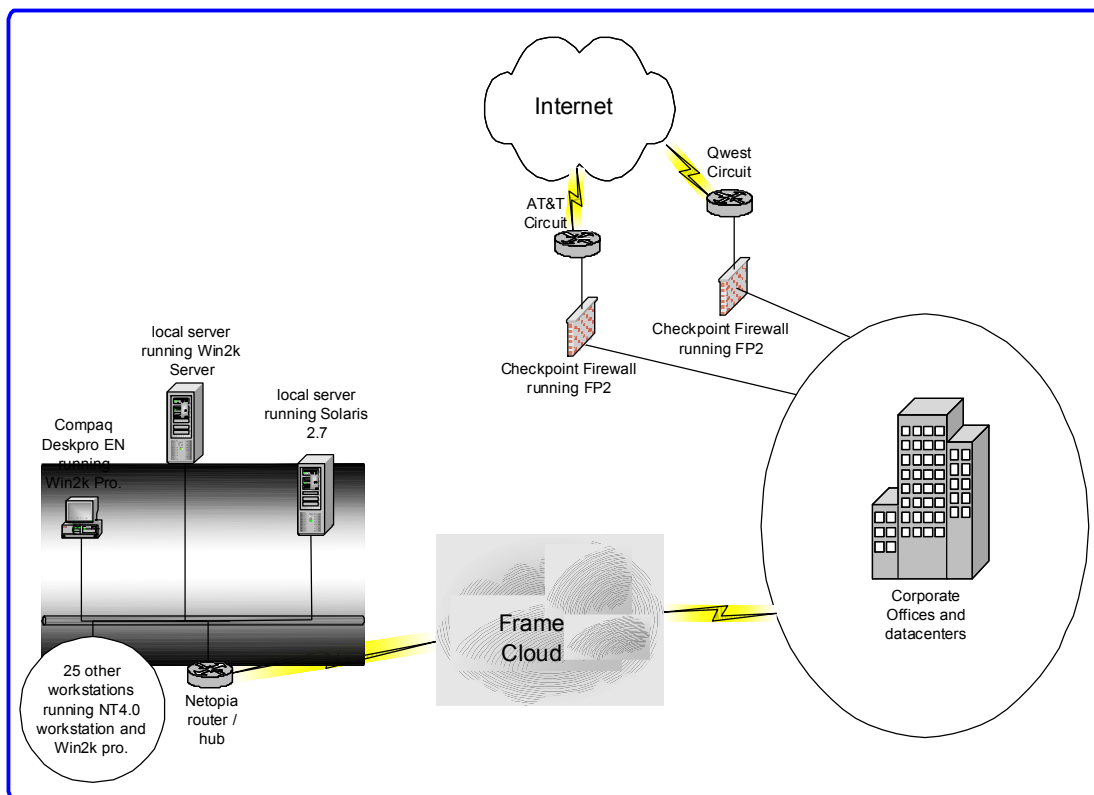 Internet
Qwest
Circuit
AT&T
Circuit
Checkpoint Firewall
running FP2
Checkpoint Firewall
running FP2
local server
running Win2k
Server
local server
running Solaris
2.7
Compaq
Deskpro EN
running
Win2k Pro.
Frame
Cloud
Corporate
Offices and
datacenters
25 other
workstations
running NT4.0
workstation and
Win2k pro.
Netopia
router /
hub